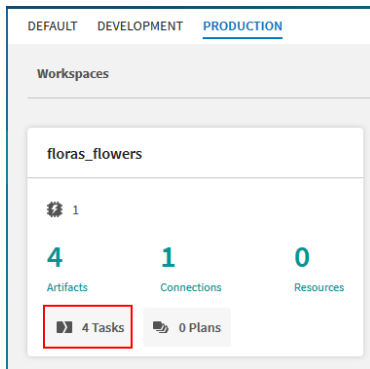 DEFAULT DEVELOPMENT PRODUCTION
Workspaces
floras_flowers
1
4 1 0
Artifacts Connections Resources
4 Tasks 0 Plans